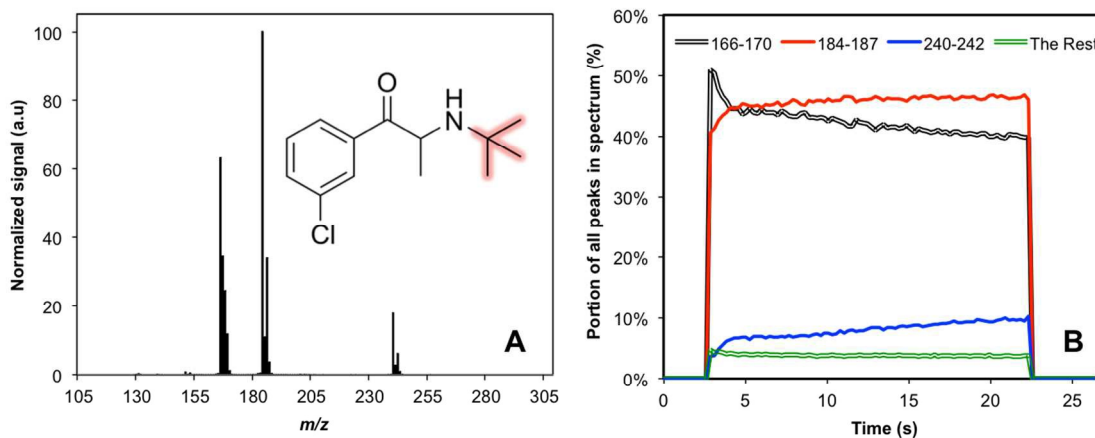 Normalized signal (a.u)
100
80
60
40
20
0
105 130 155 180 205 230 255 280 305
m/z
O
H
N
Cl
A
Portion of all peaks in spectrum (%)
60%
50%
40%
30%
20%
10%
0%
166-170 184-187 240-242 The Rest
0 5 10 15 20 25
Time (s)
B